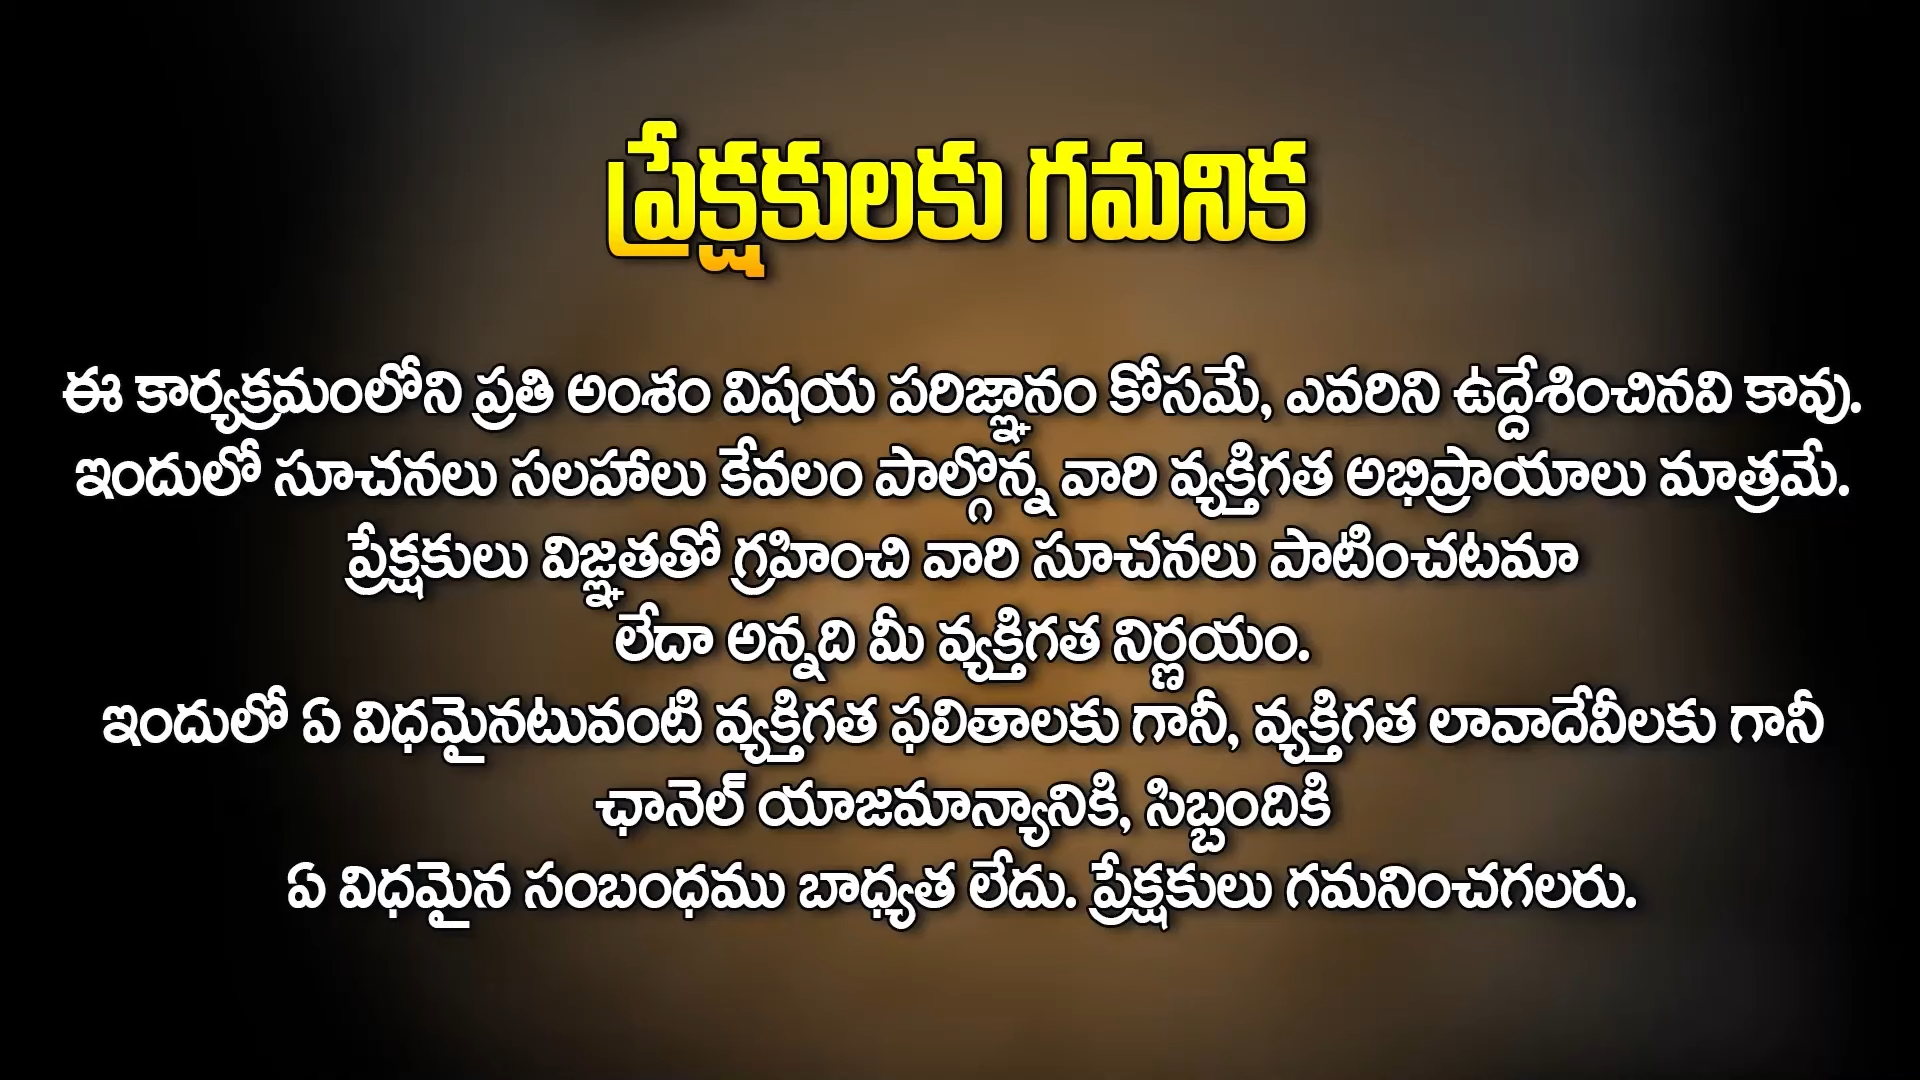 ప్రేక్షకులకు గమనిక
ఈ కార్యక్రమంలోని ప్రతి అంశం విషయ పరిజ్ఞానం కోసమే, ఎవరిని ఉద్దేశించినవి కావు.
ఇందులో సూచనలు సలహాలు కేవలం పాల్గొన్న వారి వ్యక్తిగత అభిప్రాయాలు మాత్రమే.
ప్రేక్షకులు విజ్ఞతతో గ్రహించి వారి సూచనలు పాటించటమా
లేదా అన్నది మీ వ్యక్తిగత నిర్ణయం.
ఇందులో ఏ విధమైనటువంటి వ్యక్తిగత ఫలితాలకు గానీ, వ్యక్తిగత లావాదేవీలకు గానీ
ఛానెల్ యాజమాన్యానికి, సిబ్బందికి
ఏ విధమైన సంబంధము బాధ్యత లేదు. ప్రేక్షకులు గమనించగలరు.